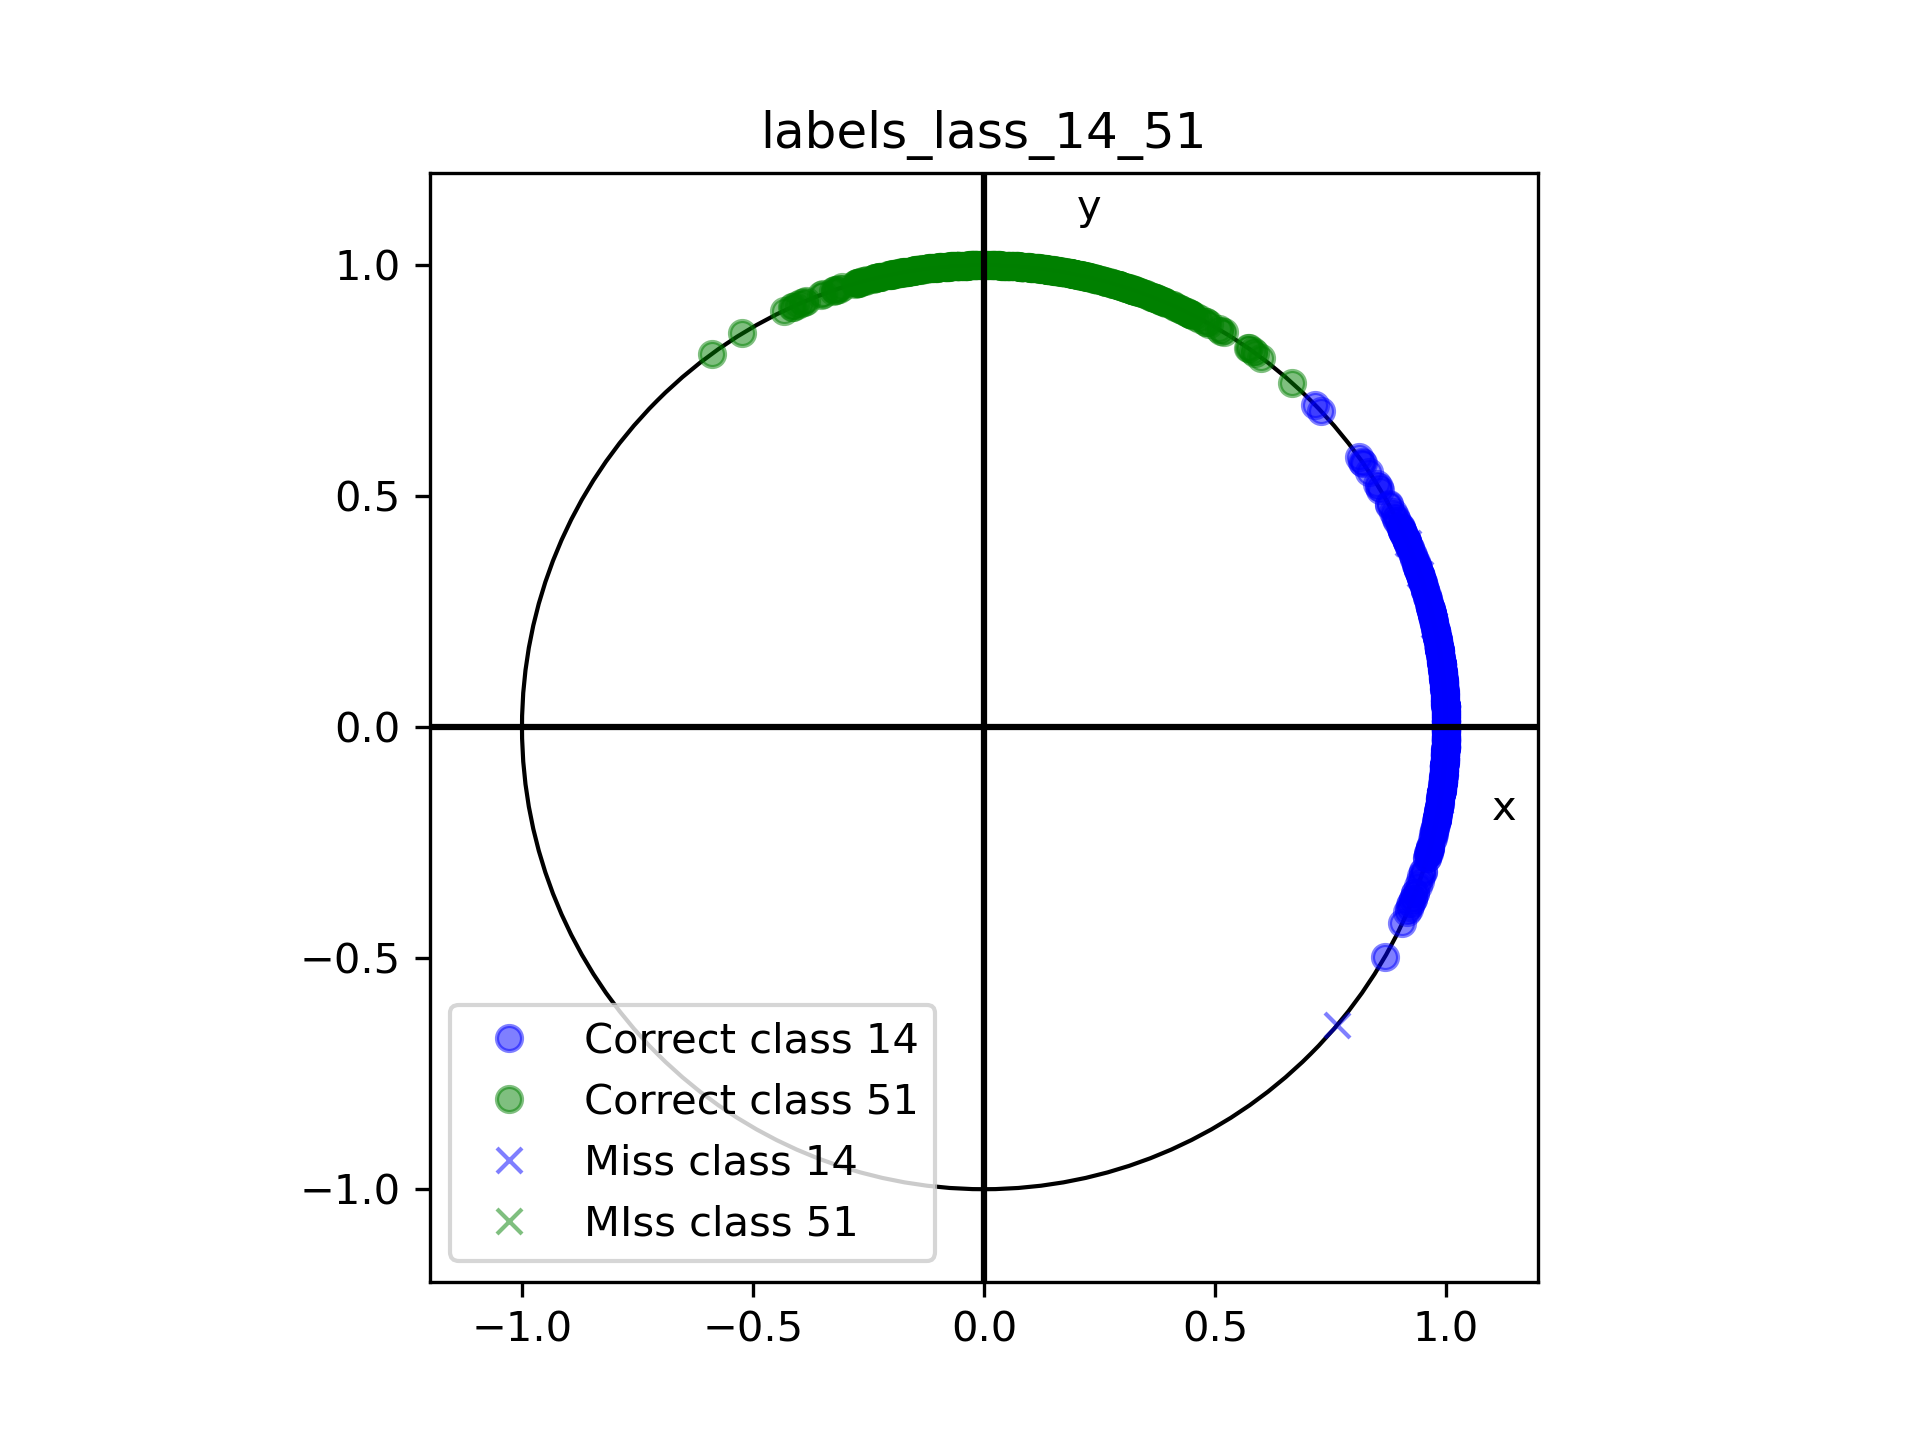 labels_lass_14_51
y
1.0
0.5
0.0
−0.5
−1.0
x
Correct class 14
Correct class 51
Miss class 14
MIss class 51
−1.0 −0.5 0.0 0.5 1.0